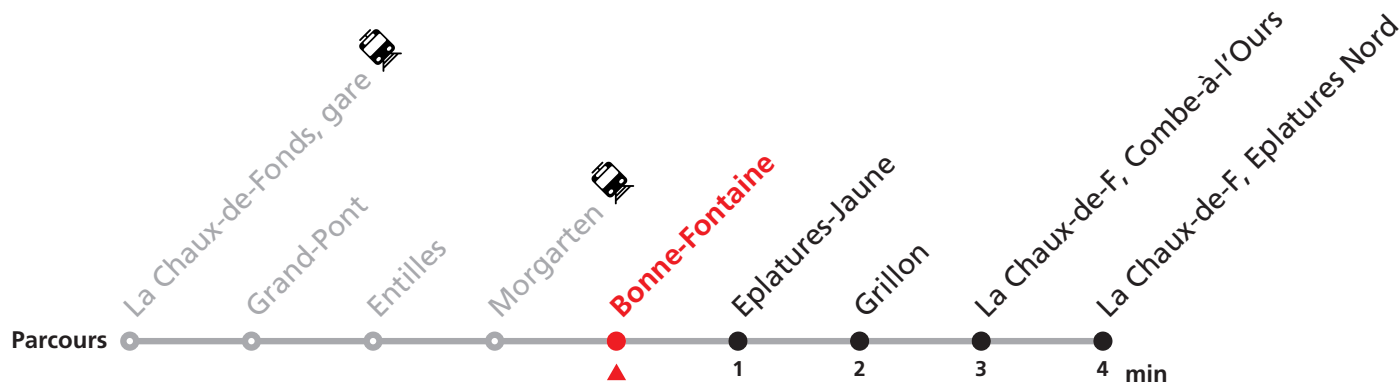 La Chaux-de-Fonds, gare
Grand-Pont
Entilles
Morgarten
Bonne-Fontaine
Eplatures-Jaune
Grillon
La Chaux-de-F, Combe-à-l'Ours
La Chaux-de-F, Eplatures Nord
Parcours
1 2 3 4 min